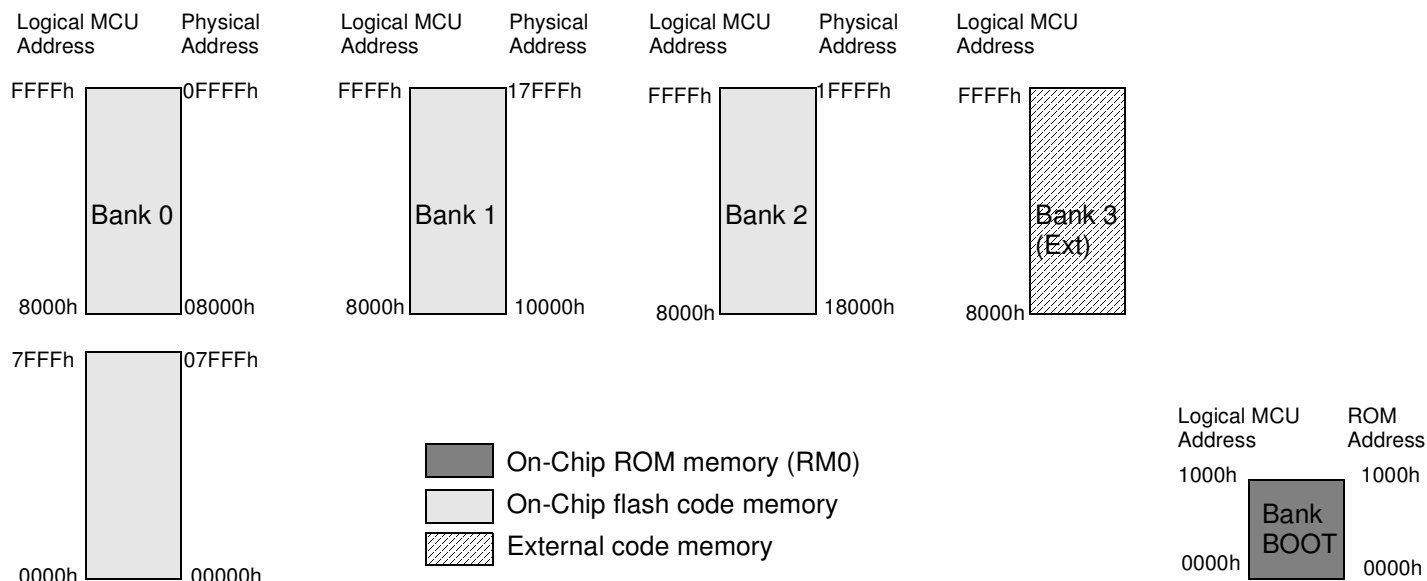 Logical MCU Address
Physical Address
FFFFh
0FFFFh
Bank 0
8000h
08000h
7FFFh
07FFFh
0000h
00000h
Logical MCU Address
Physical Address
FFFFh
17FFFh
Bank 1
8000h
10000h
Logical MCU Address
Physical Address
FFFFh
1FFFFh
Bank 2
8000h
18000h
Logical MCU Address
FFFFh
Bank 3
(Ext)
8000h
On-Chip ROM memory (RM0)
On-Chip flash code memory
External code memory
Logical MCU Address
ROM Address
1000h
1000h
Bank
BOOT
0000h
0000h